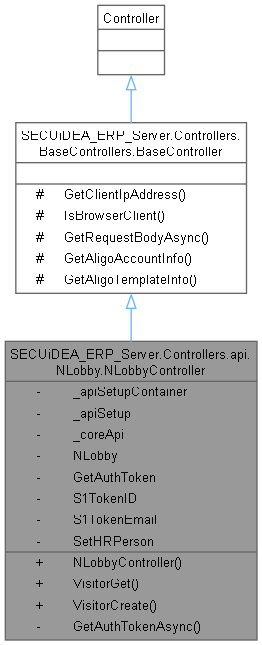 Controller
SECUiDEA_ERP_Server.Controllers.
BaseControllers.BaseController
# GetClientIpAddress()
# IsBrowserClient()
# GetRequestBodyAsync()
# GetAligoAccountInfo()
# GetAligoTemplateInfo()
SECUiDEA_ERP_Server.Controllers.api.
NLobby.NLobbyController
- _apiSetupContainer
- _apiSetup
- _coreApi
- NLobby
- GetAuthToken
- S1TokenID
- S1TokenEmail
- SetHRPerson
+ NLobbyController()
+ VisitorGet()
+ VisitorCreate()
- GetAuthTokenAsync()